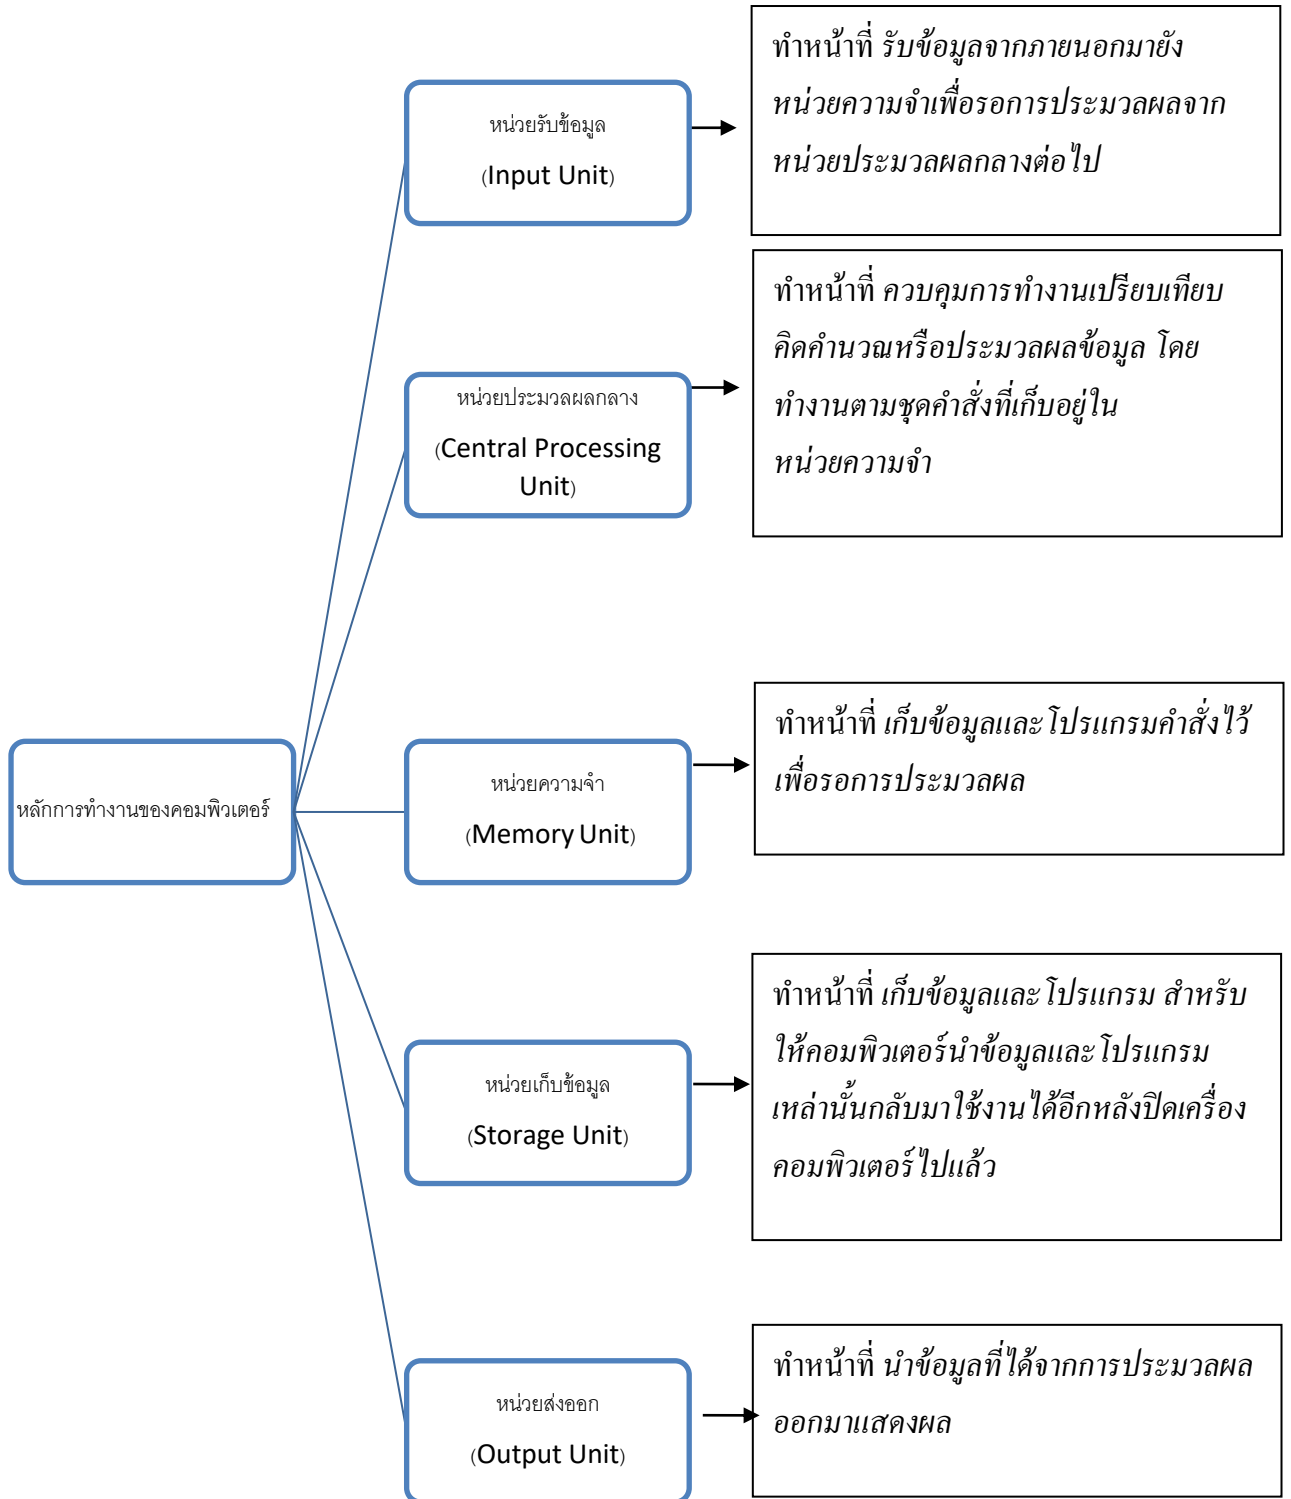 หลักการทำงานของคอมพิวเตอร์
หน่วยรับข้อมูล
(Input Unit)
ทำหน้าที่ รับข้อมูลจากภายนอกมายัง
หน่วยความจำเพื่อรอการประมวลผลจาก
หน่วยประมวลผลกลางต่อไป
หน่วยประมวลผลกลาง
(Central Processing
Unit)
ทำหน้าที่ ควบคุมการทำงานเปรียบเทียบ
คิดคำนวณหรือประมวลผลข้อมูล โดย
ทำงานตามชุดคำสั่งที่เก็บอยู่ใน
หน่วยความจำ
หน่วยความจำ
(Memory Unit)
ทำหน้าที่ เก็บข้อมูลและโปรแกรมคำสั่งไว้
เพื่อรอการประมวลผล
หน่วยเก็บข้อมูล
(Storage Unit)
ทำหน้าที่ เก็บข้อมูลและโปรแกรม สำหรับ
ให้คอมพิวเตอร์นำข้อมูลและโปรแกรม
เหล่านั้นกลับมาใช้งานได้อีกหลังปิดเครื่อง
คอมพิวเตอร์ไปแล้ว
หน่วยส่งออก
(Output Unit)
ทำหน้าที่ นำข้อมูลที่ได้จากการประมวลผล
ออกมาแสดงผล